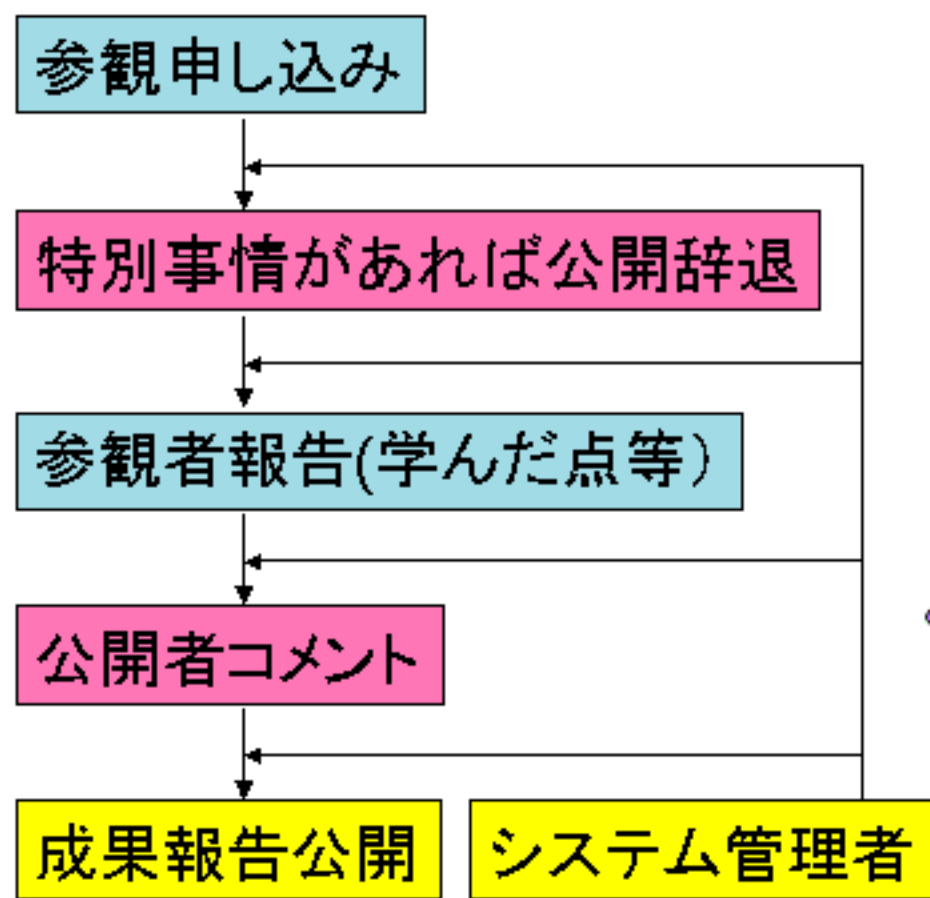 参観申し込み
特別事情があれば公開辞退
参観者報告(学んだ点等）
公開者コメント
成果報告公開
システム管理者